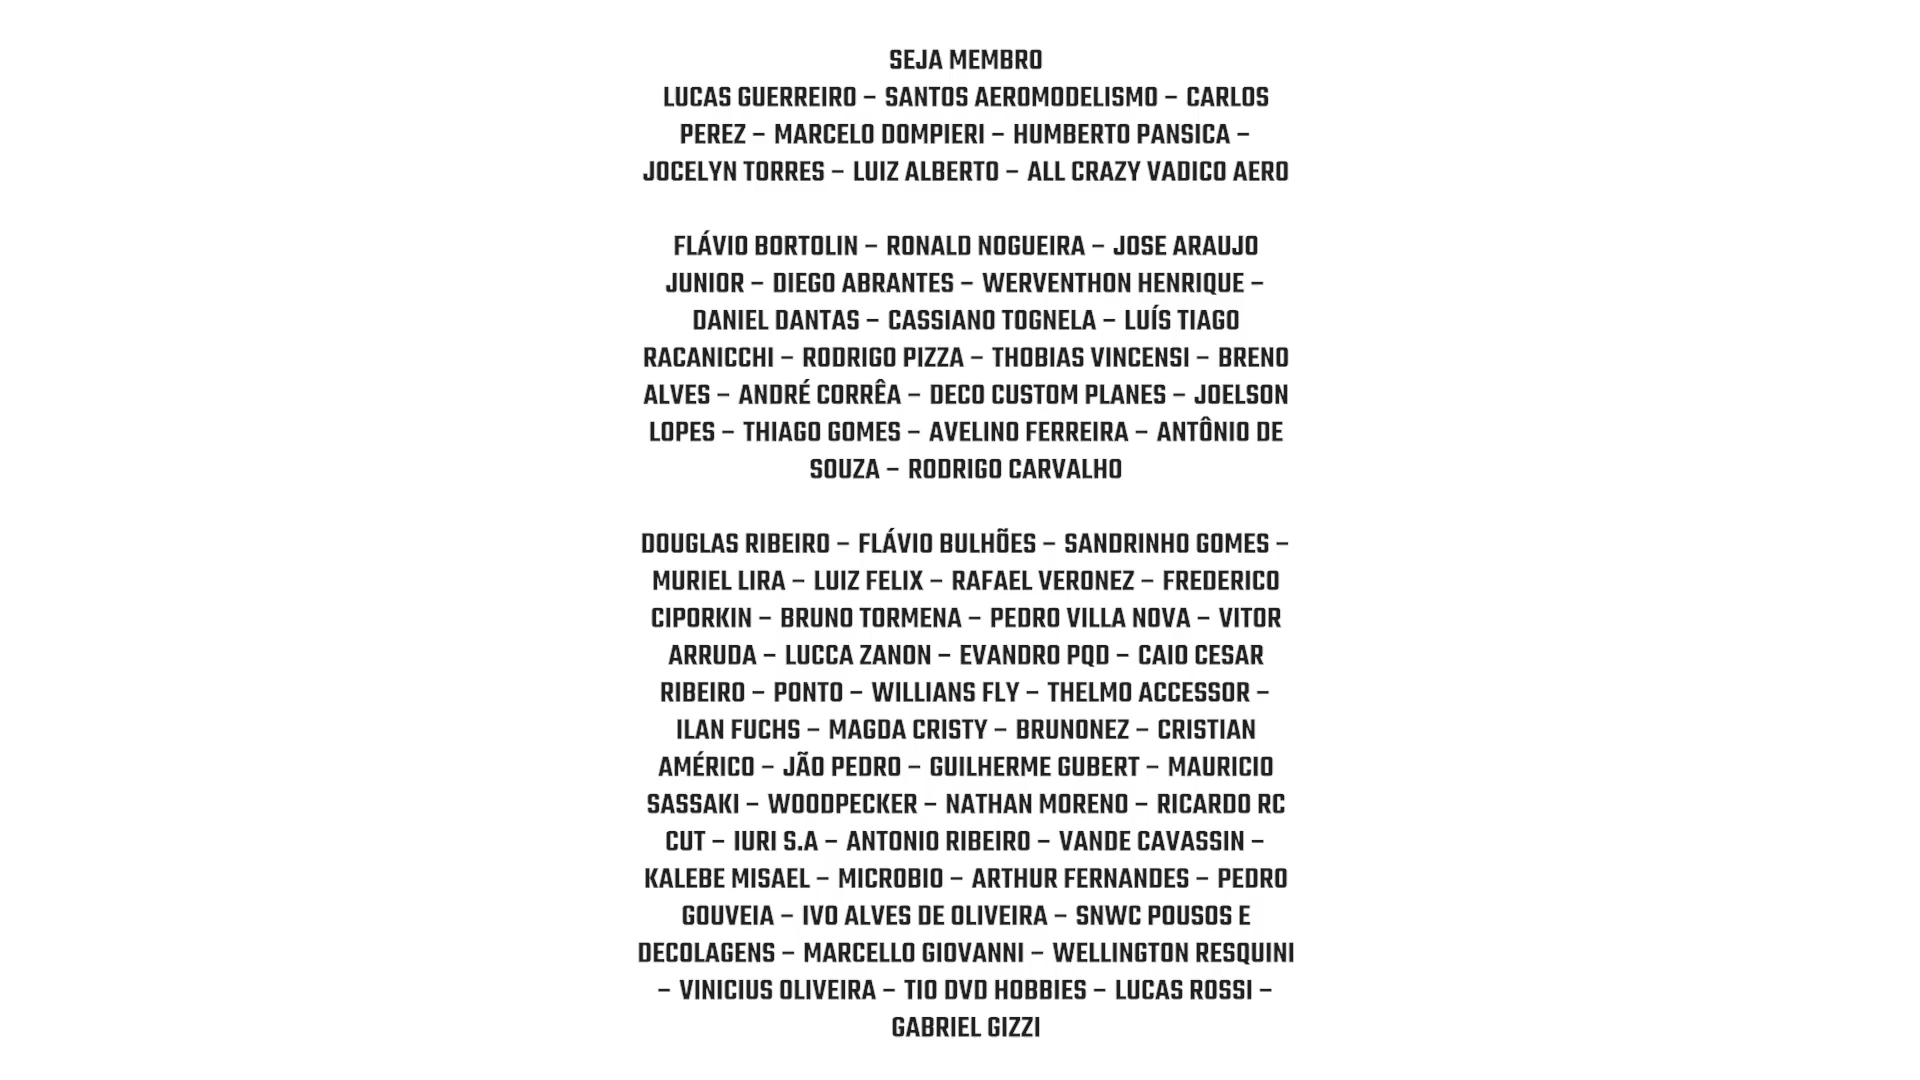 SEJA MEMBRO
LUCAS GUERREIRO – SANTOS AEROMODELISMO – CARLOS
PEREZ – MARCELO DOMPIERI – HUMBERTO PANSICA –
JOCELYN TORRES – LUIZ ALBERTO – ALL CRAZY VADICO AERO
FLÁVIO BORTOLIN – RONALD NOGUEIRA – JOSE ARAUJO
JUNIOR – DIEGO ABRANTES – WERVENTHON HENRIQUE –
DANIEL DANTAS – CASSIANO TOGNELA – LUÍS TIAGO
RACANICCHI – RODRIGO PIZZA – THOBIAS VINCENSI – BRENO
ALVES – ANDRÉ CORRÊA – DECO CUSTOM PLANES – JOELSON
LOPES – THIAGO GOMES – AVELINO FERREIRA – ANTÔNIO DE
SOUZA – RODRIGO CARVALHO
DOUGLAS RIBEIRO – FLÁVIO BULHÕES – SANDRINHO GOMES –
MURIEL LIRA – LUIZ FELIX – RAFAEL VERONEZ – FREDERICO
CIPORKIN – BRUNO TORMENA – PEDRO VILLA NOVA – VITOR
ARRUDA – LUCCA ZANON – EVANDRO PQD – CAIO CESAR
RIBEIRO – PONTO – WILLIANS FLY – THELMO ACCESSOR –
ILAN FUCHS – MAGDA CRISTY – BRUNONEZ – CRISTIAN
AMÉRICO – JÃO PEDRO – GUILHERME GUBERT – MAURICIO
SASSAKI – WOODPECKER – NATHAN MORENO – RICARDO RC
CUT – IURI S.A – ANTONIO RIBEIRO – VANDE CAVASSIN –
KALEBE MISAEL – MICROBIO – ARTHUR FERNANDES – PEDRO
GOUVEIA – IVO ALVES DE OLIVEIRA – SNWC POUSOS E
DECOLAGENS – MARCELLO GIOVANNI – WELLINGTON RESQUINI
– VINICIUS OLIVEIRA – TIO DVD HOBBIES – LUCAS ROSSI –
GABRIEL GIZZI